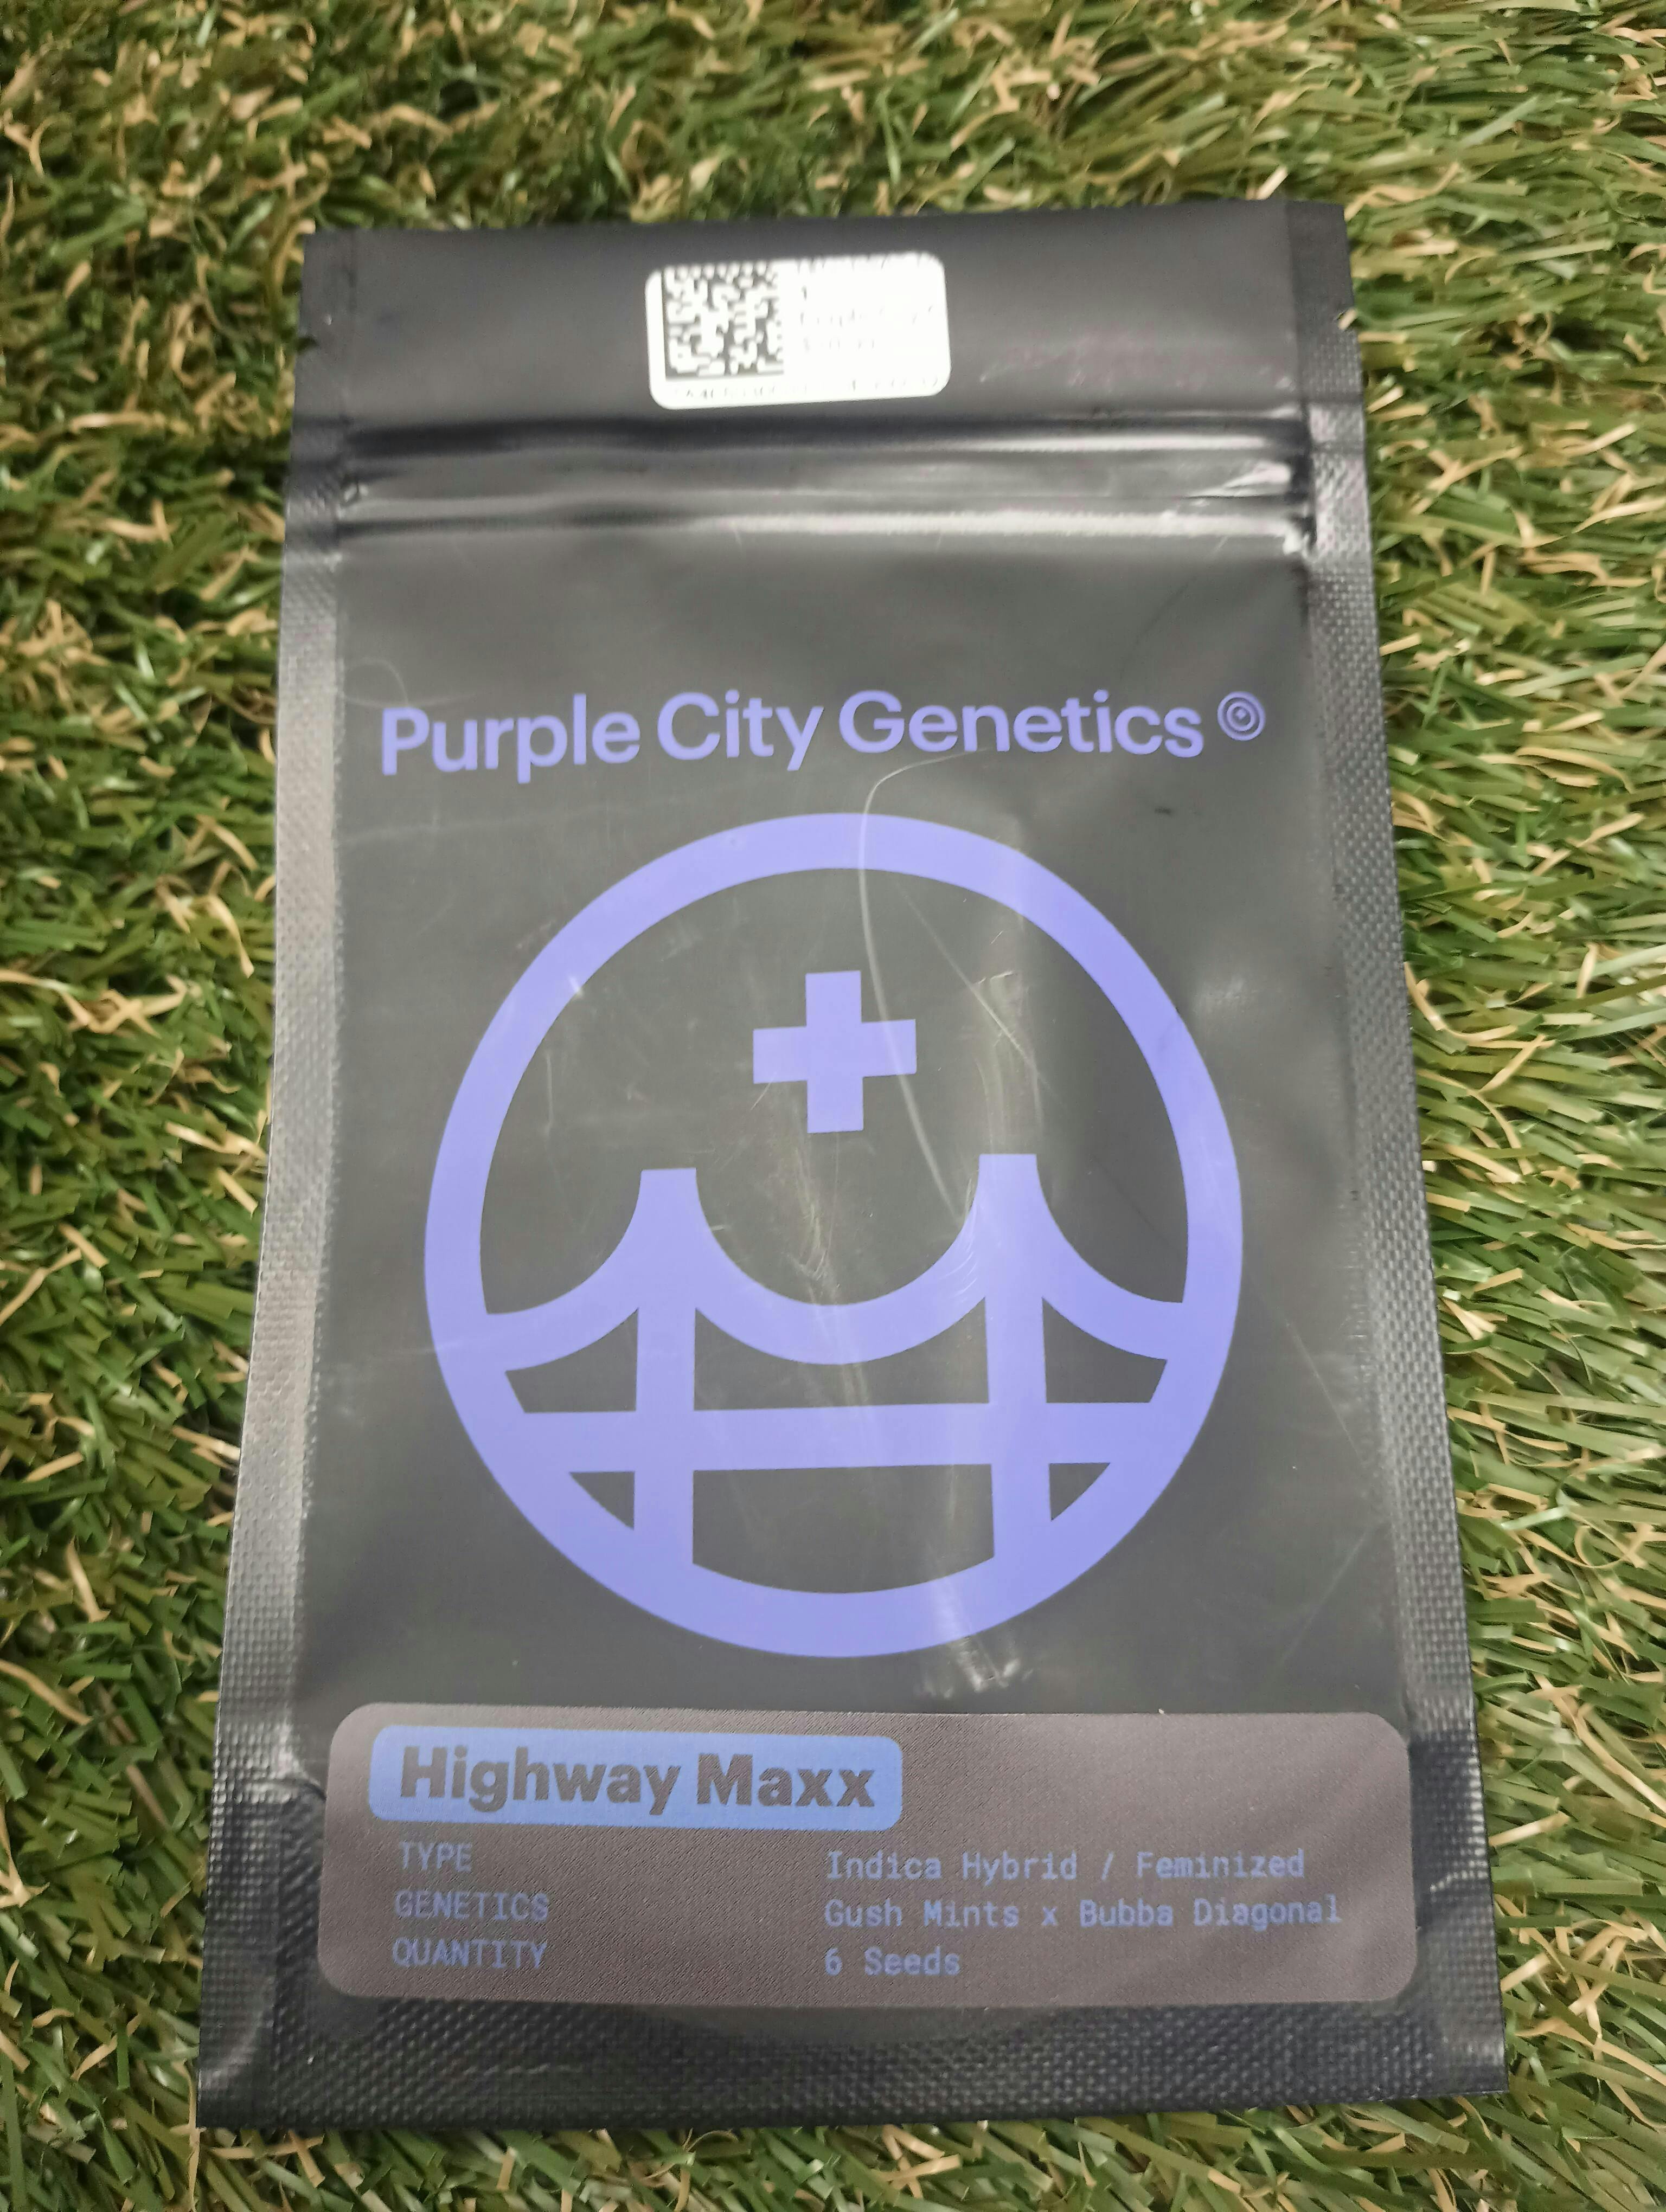 Purple City Genetics
Highway Maxx
TYPE Indica Hybrid / Feminized
GENETICS Gush Mints x Bubba Diagonal
QUANTITY 6 Seeds